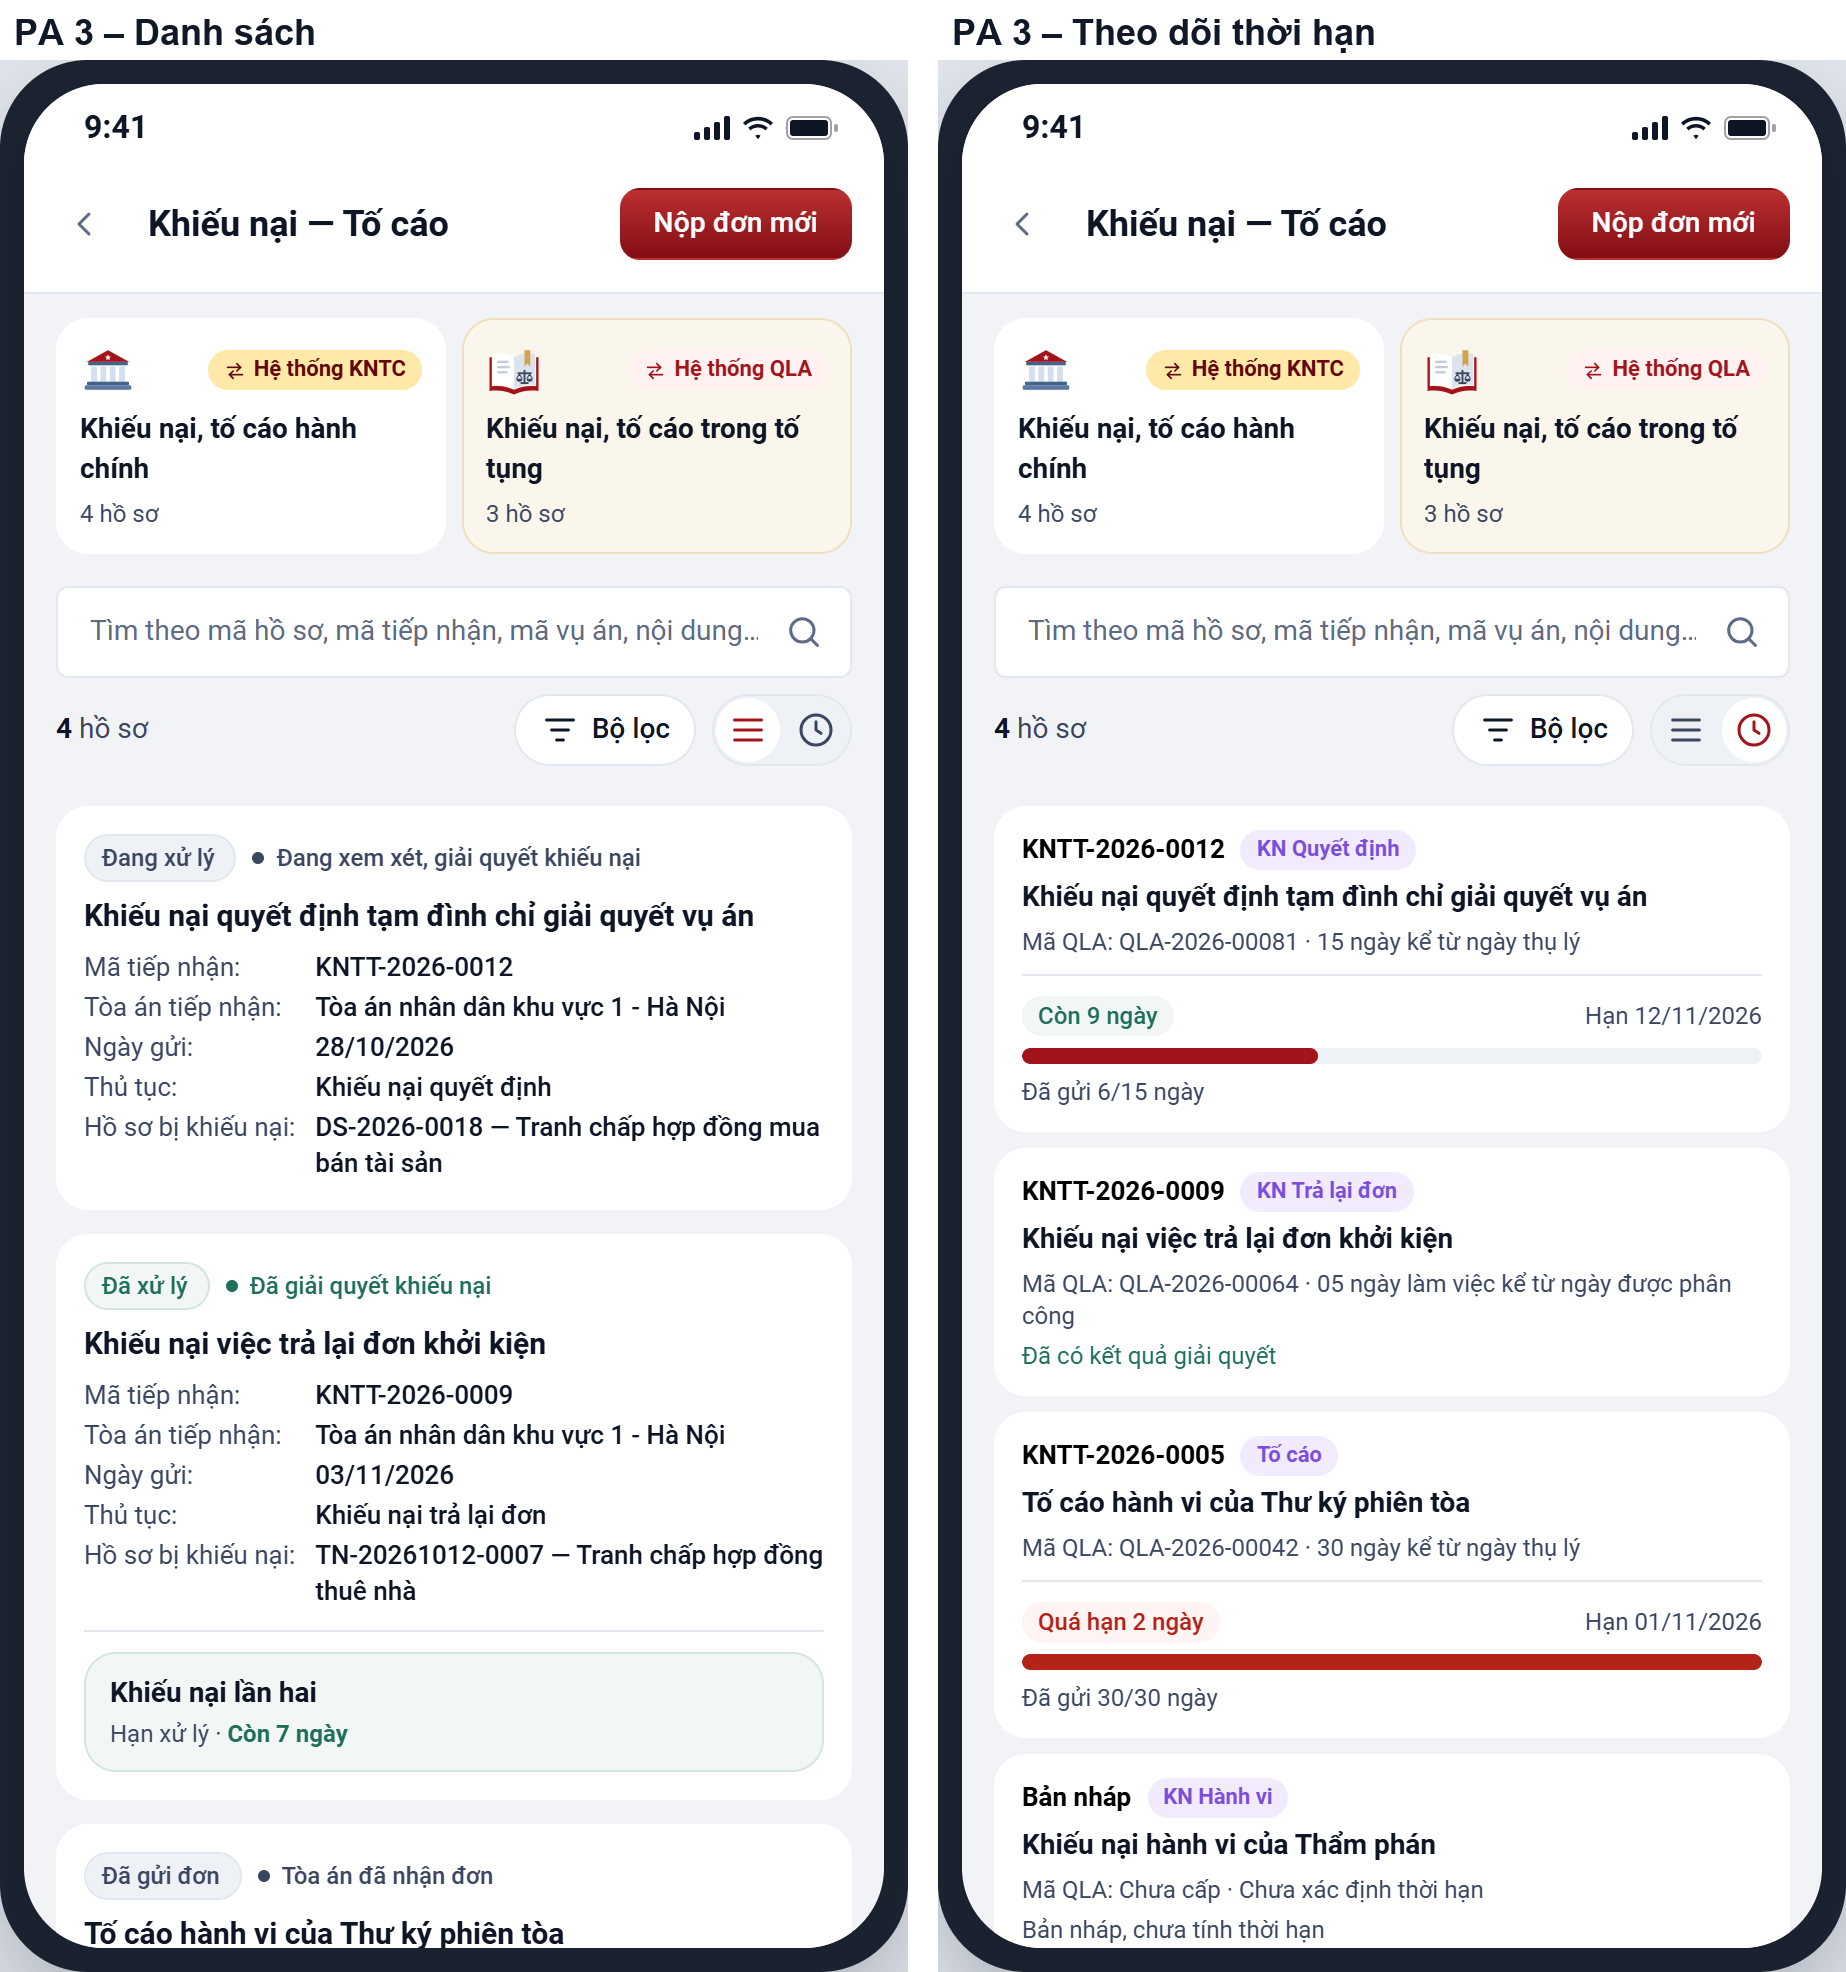 PA 3 – Danh sách
9:41
Khiếu nại — Tố cáo
Nộp đơn mới
Hệ thống KNTC
Khiếu nại, tố cáo hành
chính
4 hồ sơ
Hệ thống QLA
Khiếu nại, tố cáo trong tố
tụng
3 hồ sơ
Tìm theo mã hồ sơ, mã tiếp nhận, mã vụ án, nội dung...
4 hồ sơ
Bộ lọc
Đang xử lý
Đang xem xét, giải quyết khiếu nại
Khiếu nại quyết định tạm đình chỉ giải quyết vụ án
Mã tiếp nhận: KNTT-2026-0012
Tòa án tiếp nhận: Tòa án nhân dân khu vực 1 - Hà Nội
Ngày gửi: 28/10/2026
Thủ tục: Khiếu nại quyết định
Hồ sơ bị khiếu nại: DS-2026-0018 — Tranh chấp hợp đồng mua
bán tài sản
Đã xử lý
Đã giải quyết khiếu nại
Khiếu nại việc trả lại đơn khởi kiện
Mã tiếp nhận: KNTT-2026-0009
Tòa án tiếp nhận: Tòa án nhân dân khu vực 1 - Hà Nội
Ngày gửi: 03/11/2026
Thủ tục: Khiếu nại trả lại đơn
Hồ sơ bị khiếu nại: TN-20261012-0007 — Tranh chấp hợp đồng
thuê nhà
Khiếu nại lần hai
Hạn xử lý · Còn 7 ngày
Đã gửi đơn
Tòa án đã nhận đơn
Tố cáo hành vi của Thư ký phiên tòa
PA 3 – Theo dõi thời hạn
9:41
Khiếu nại — Tố cáo
Nộp đơn mới
Hệ thống KNTC
Khiếu nại, tố cáo hành
chính
4 hồ sơ
Hệ thống QLA
Khiếu nại, tố cáo trong tố
tụng
3 hồ sơ
Tìm theo mã hồ sơ, mã tiếp nhận, mã vụ án, nội dung...
4 hồ sơ
Bộ lọc
KNTT-2026-0012 KN Quyết định
Khiếu nại quyết định tạm đình chỉ giải quyết vụ án
Mã QLA: QLA-2026-00081 · 15 ngày kể từ ngày thụ lý
Còn 9 ngày
Hạn 12/11/2026
Đã gửi 6/15 ngày
KNTT-2026-0009 KN Trả lại đơn
Khiếu nại việc trả lại đơn khởi kiện
Mã QLA: QLA-2026-00064 · 05 ngày làm việc kể từ ngày được phân
công
Đã có kết quả giải quyết
KNTT-2026-0005 Tố cáo
Tố cáo hành vi của Thư ký phiên tòa
Mã QLA: QLA-2026-00042 · 30 ngày kể từ ngày thụ lý
Quá hạn 2 ngày
Hạn 01/11/2026
Đã gửi 30/30 ngày
Bản nháp KN Hành vi
Khiếu nại hành vi của Thẩm phán
Mã QLA: Chưa cấp · Chưa xác định thời hạn
Bản nháp, chưa tính thời hạn